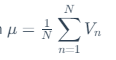 n μ = 1/N ∑_{n=1}^{N} V_n